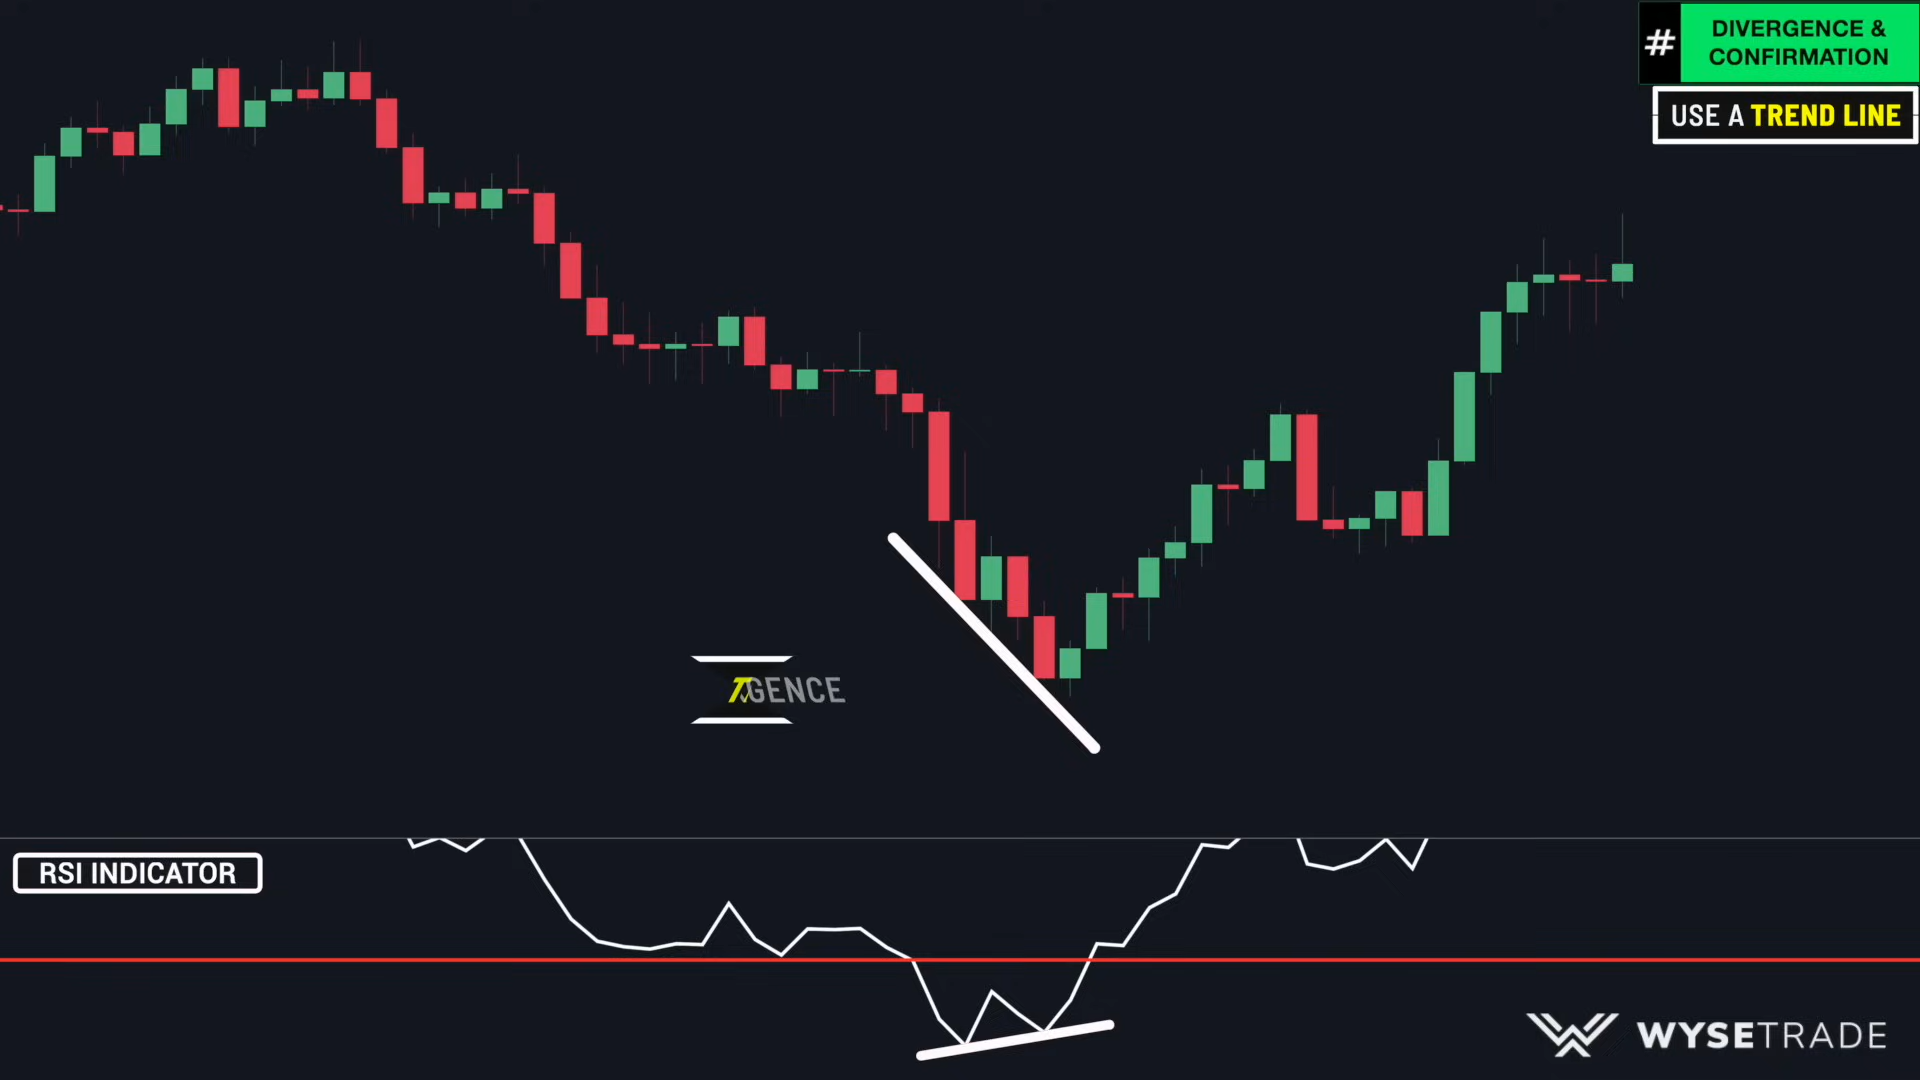 #
DIVERGENCE &
CONFIRMATION
USE A TREND LINE
GENCE
RSI INDICATOR
WYSETRADE